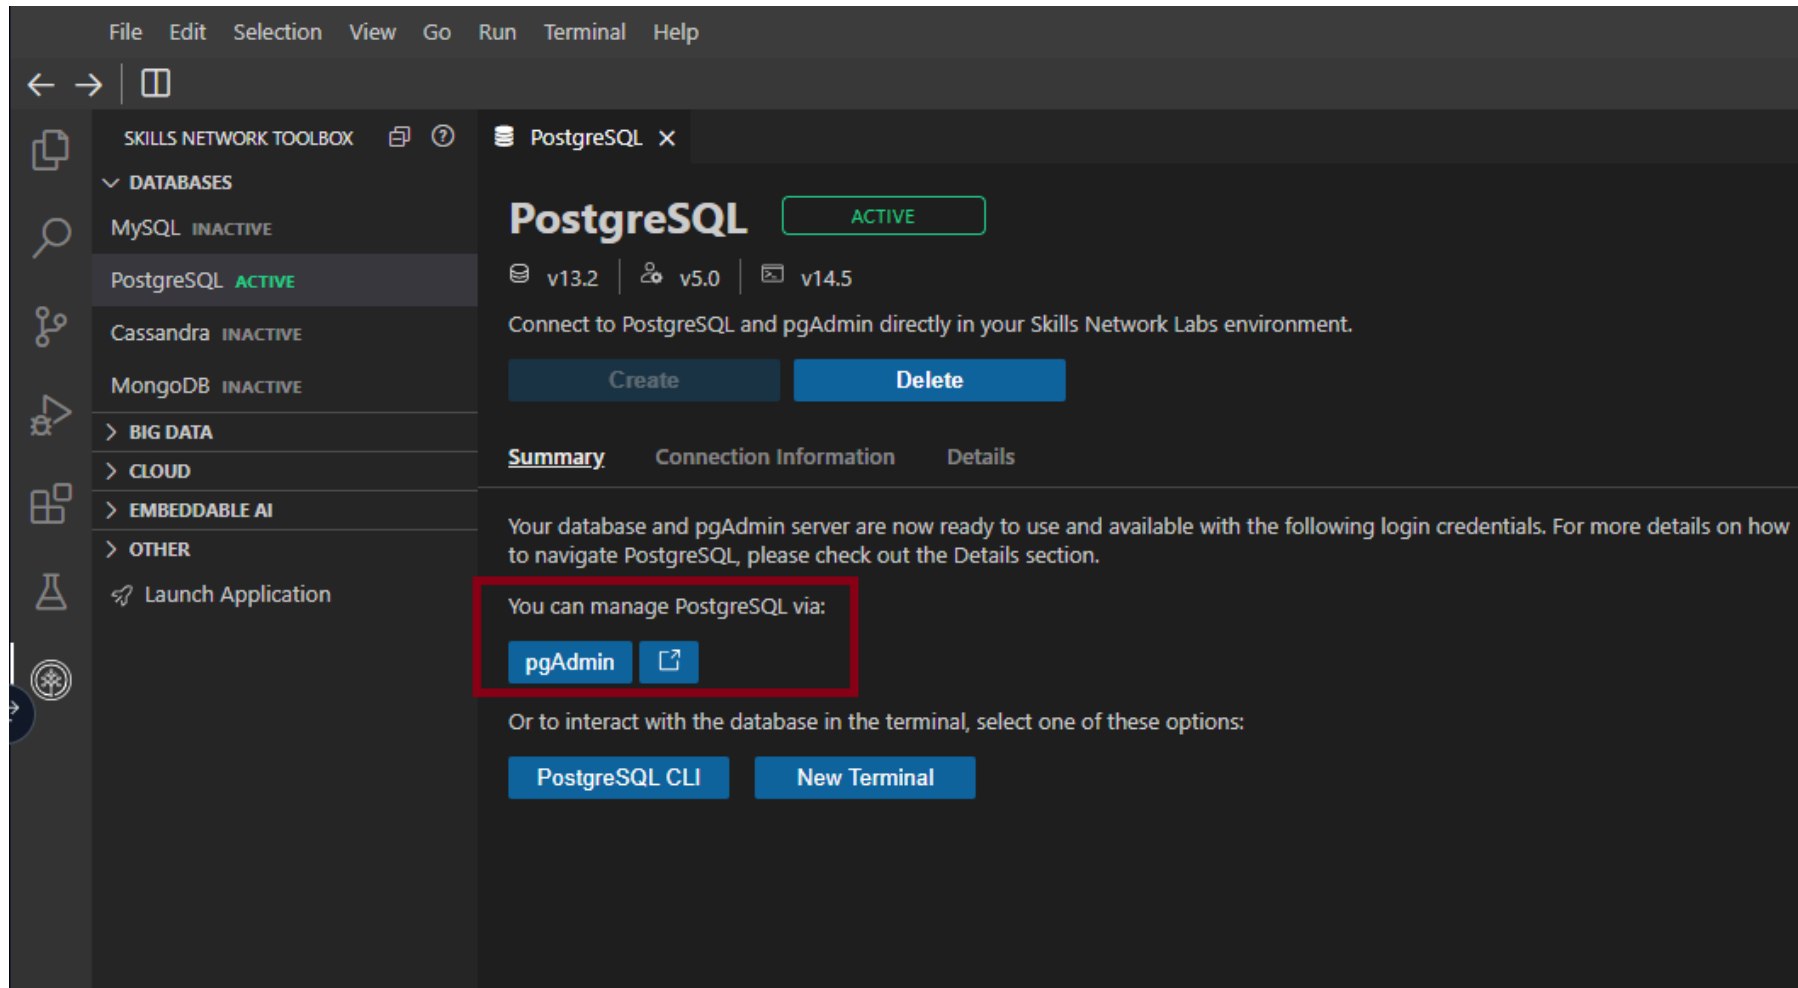 File Edit Selection View Go Run Terminal Help
SKILLS NETWORK TOOLBOX
DATABASES
MySQL INACTIVE
PostgreSQL ACTIVE
Cassandra INACTIVE
MongoDB INACTIVE
BIG DATA
CLOUD
EMBEDDABLE AI
OTHER
Launch Application
PostgreSQL
PostgreSQL ACTIVE
v13.2 v5.0 v14.5
Connect to PostgreSQL and pgAdmin directly in your Skills Network Labs environment.
Create Delete
Summary Connection Information Details
Your database and pgAdmin server are now ready to use and available with the following login credentials. For more details on how
to navigate PostgreSQL, please check out the Details section.
You can manage PostgreSQL via:
pgAdmin
Or to interact with the database in the terminal, select one of these options:
PostgreSQL CLI New Terminal